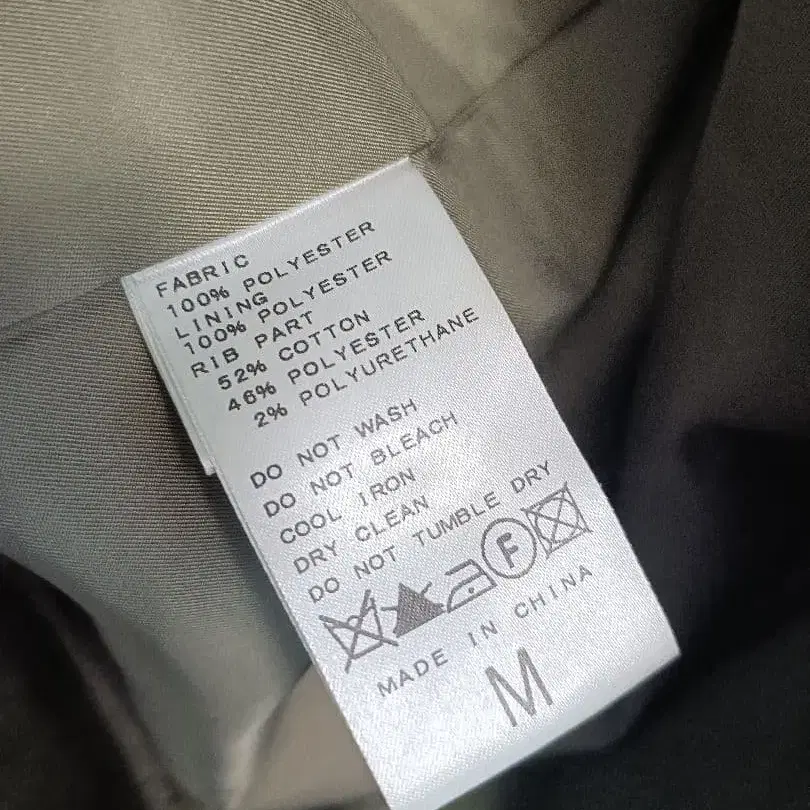 FABRIC
100% POLYESTER
LINING
100% POLYESTER
RIB PART
52% COTTON
46% POLYESTER
2% POLYURETHANE
DO NOT WASH
DO NOT BLEACH
COOL IRON
DRY CLEAN
DO NOT TUMBLE DRY
F
MADE IN CHINA
M